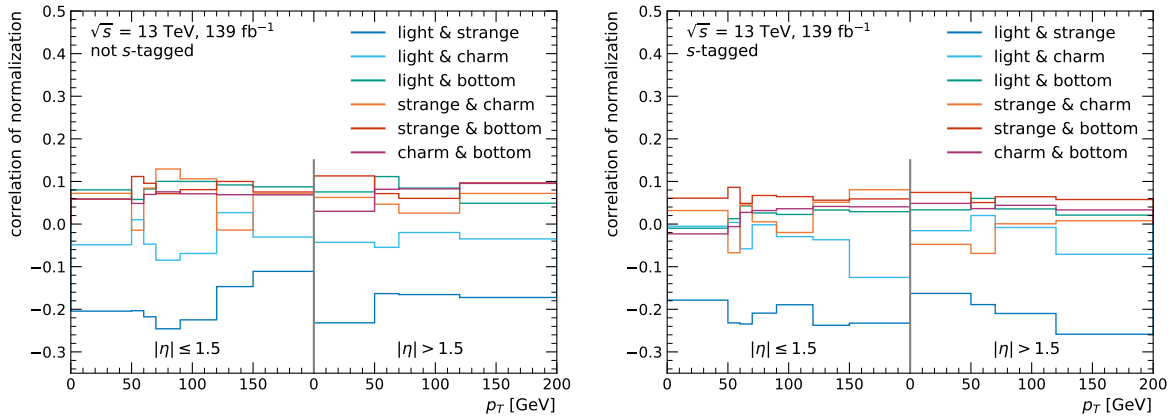 √s = 13 TeV, 139 fb⁻¹
not s-tagged
light & strange
light & charm
light & bottom
strange & charm
strange & bottom
charm & bottom
correlation of normalization
0.5
0.4
0.3
0.2
0.1
0.0
−0.1
−0.2
−0.3
|η| ≤ 1.5
|η| > 1.5
0 50 100 150 0 50 100 150 200
p_T [GeV]
√s = 13 TeV, 139 fb⁻¹
s-tagged
light & strange
light & charm
light & bottom
strange & charm
strange & bottom
charm & bottom
correlation of normalization
0.5
0.4
0.3
0.2
0.1
0.0
−0.1
−0.2
−0.3
|η| ≤ 1.5
|η| > 1.5
0 50 100 150 0 50 100 150 200
p_T [GeV]